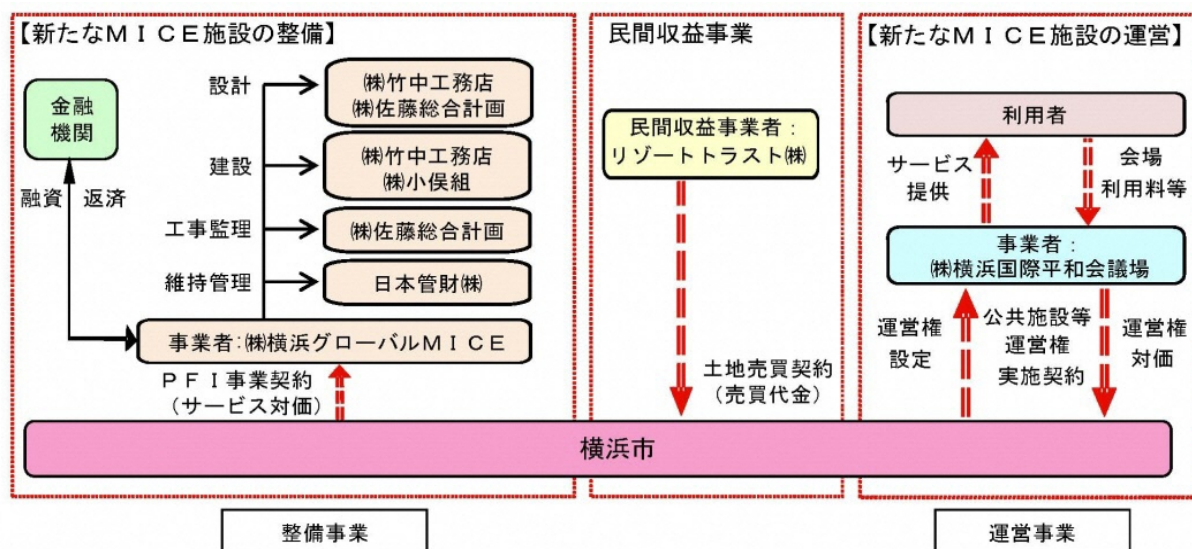 【新たなＭＩＣＥ施設の整備】
金融
機関
融資
返済
設計
㈱竹中工務店
㈱佐藤総合計画
建設
㈱竹中工務店
㈱小俣組
工事監理
㈱佐藤総合計画
維持管理
日本管財㈱
事業者：㈱横浜グローバルＭＩＣＥ
ＰＦＩ事業契約
（サービス対価）
民間収益事業
民間収益事業者：
リゾートトラスト㈱
土地売買契約
（売買代金）
【新たなＭＩＣＥ施設の運営】
利用者
サービス
提供
会場
利用料等
事業者：
㈱横浜国際平和会議場
運営権
設定
公共施設等
運営権
実施契約
運営権
対価
横浜市
整備事業
運営事業